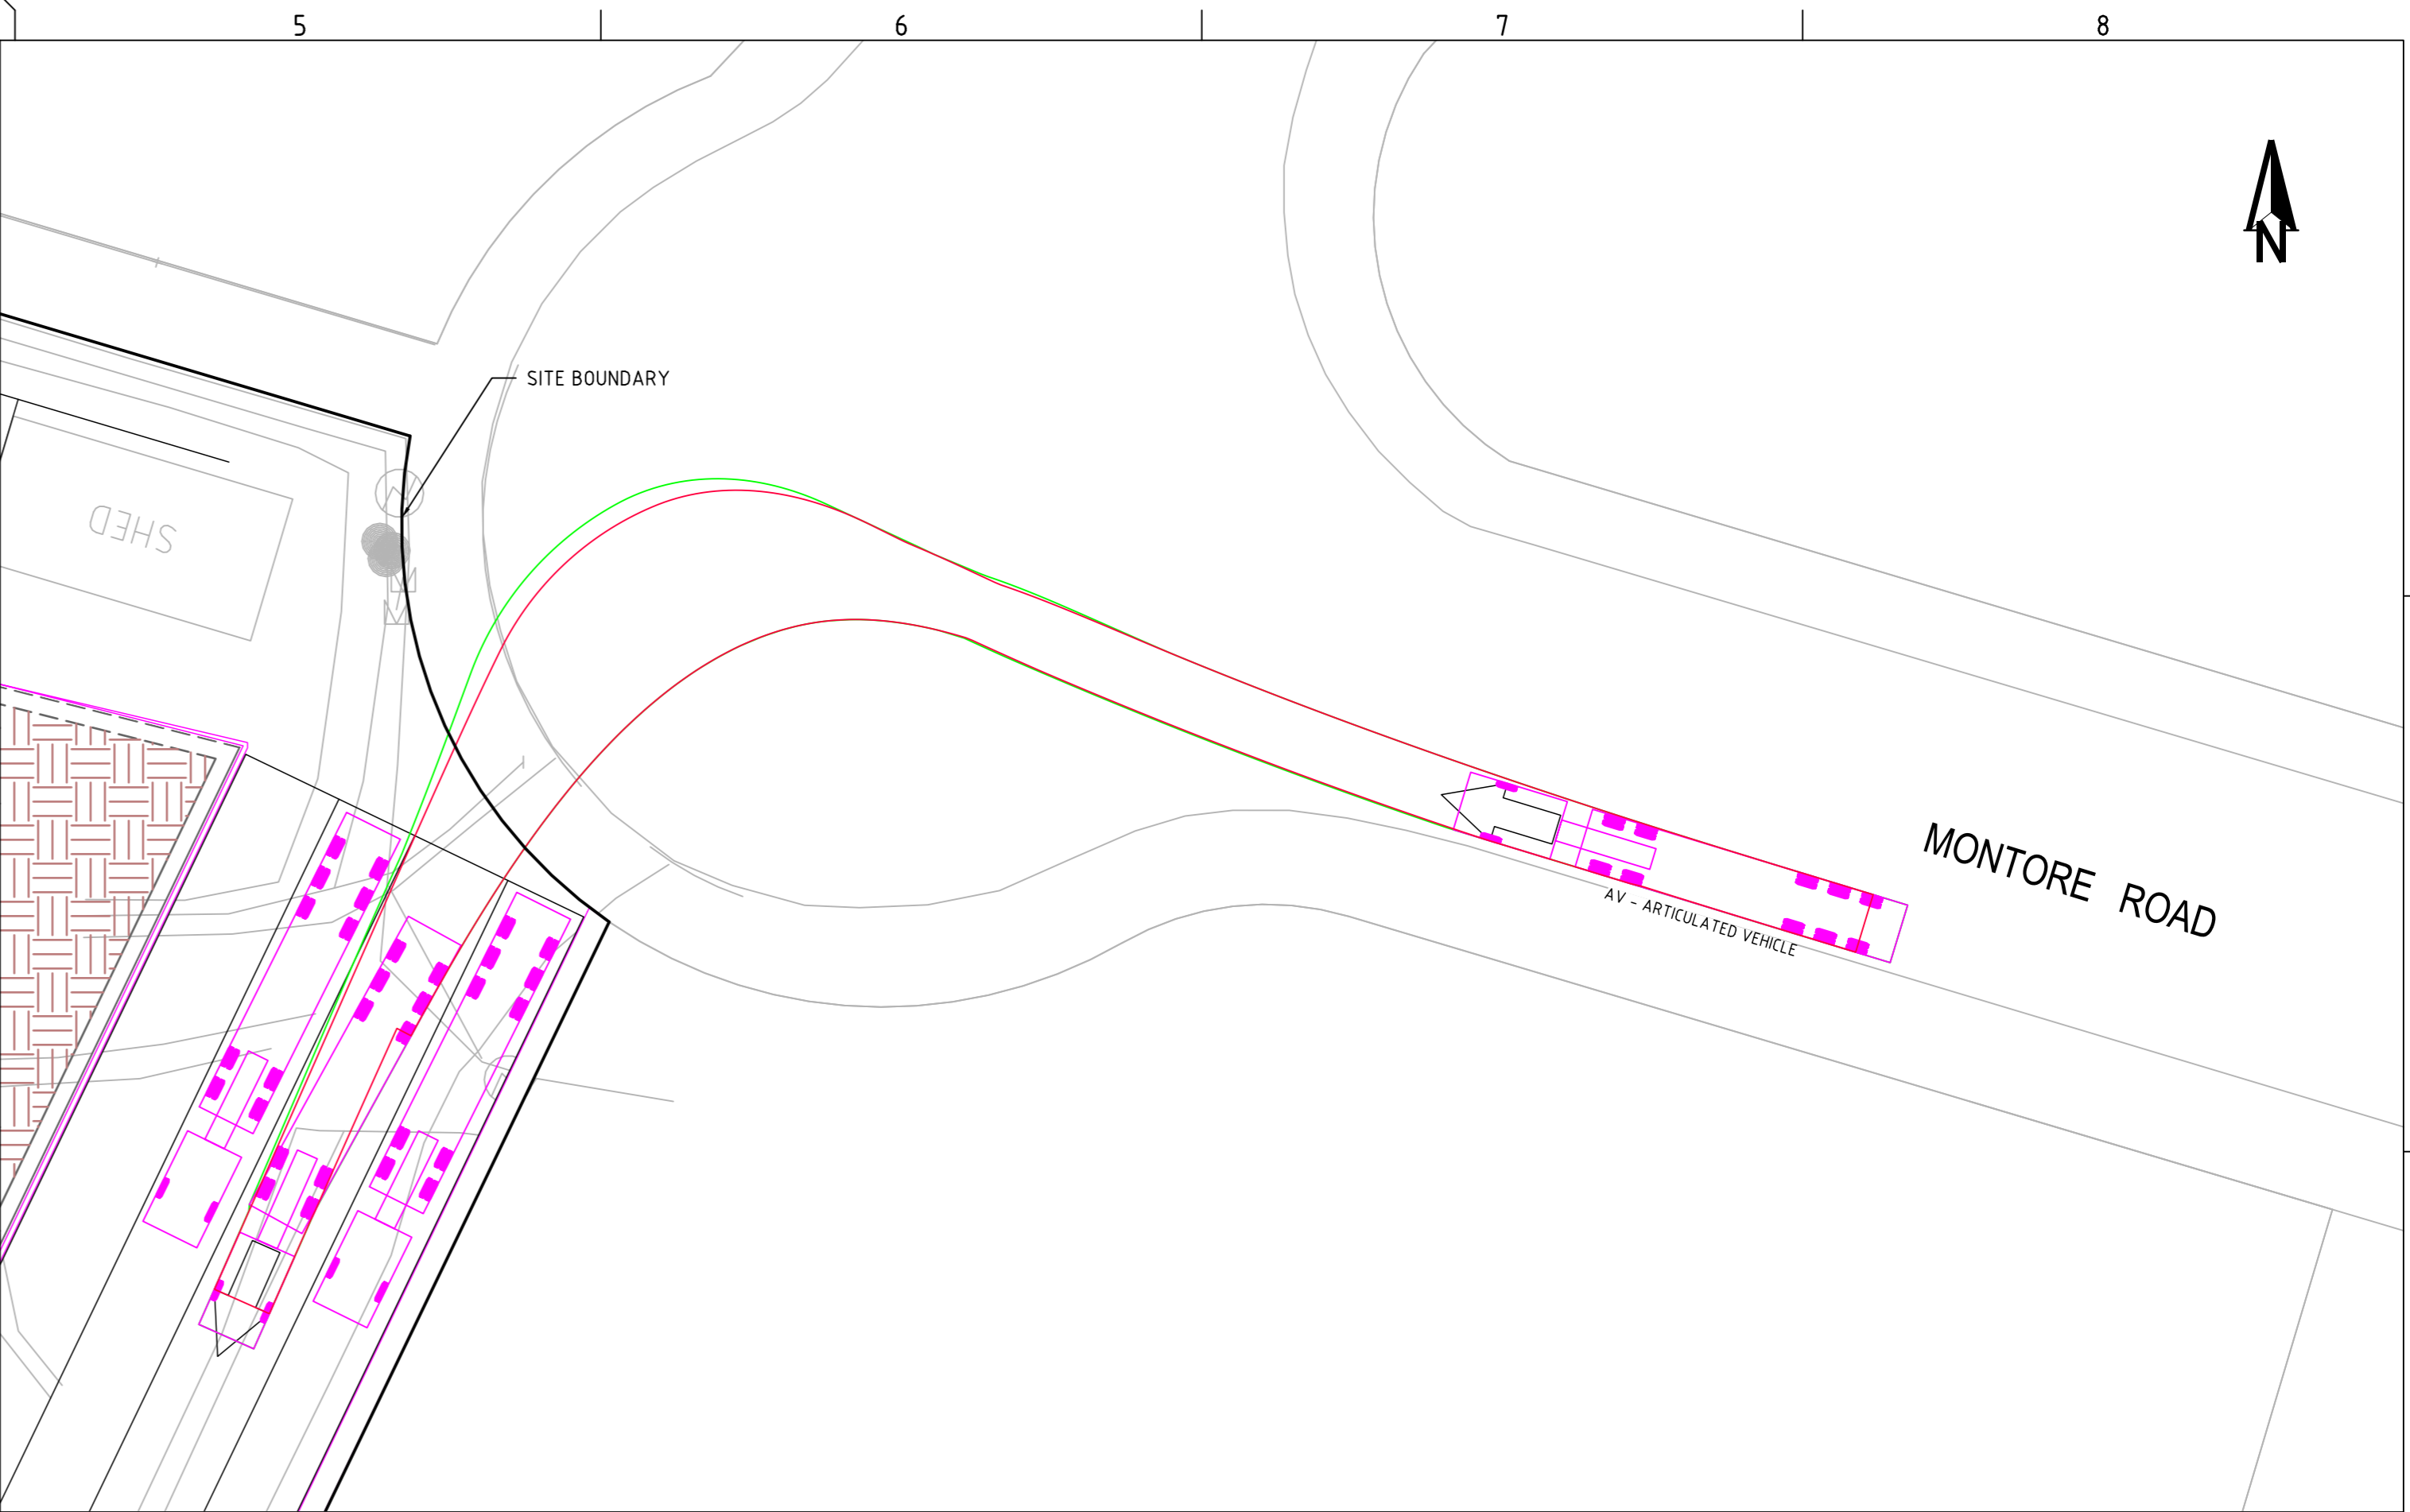 5 6 7 8
N
SITE BOUNDARY
SHED
MONTORE ROAD
AV - ARTICULATED VEHICLE